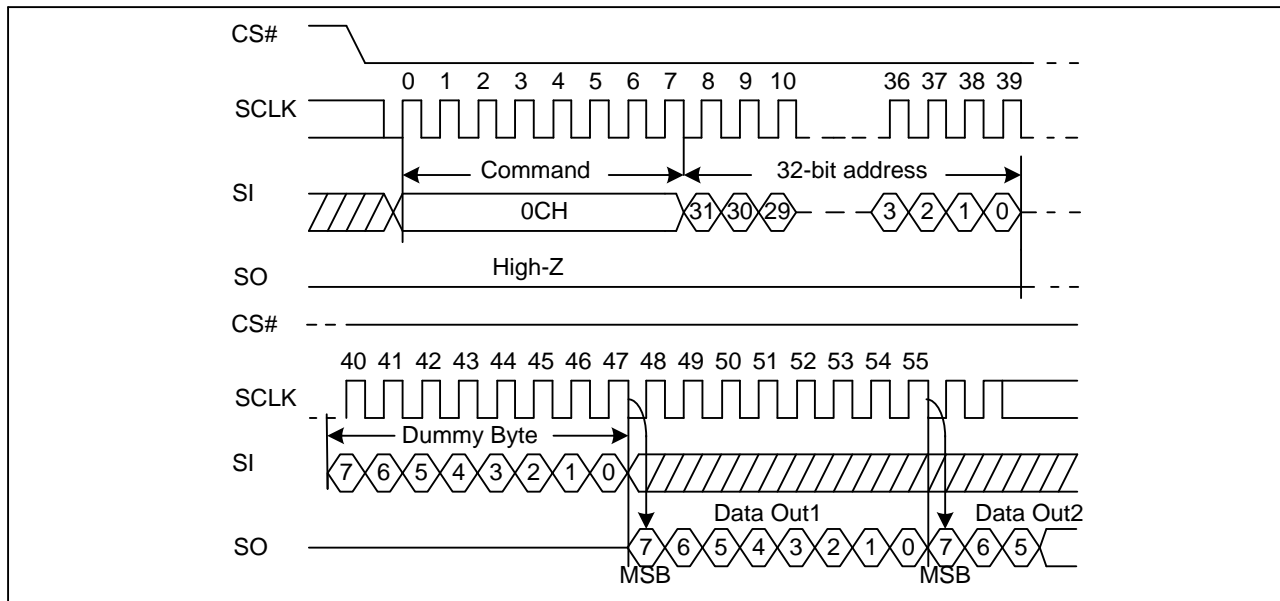 CS#
0 1 2 3 4 5 6 7 8 9 10 36 37 38 39
SCLK
Command 32-bit address
SI
0CH 31 30 29 3 2 1 0
High-Z
SO
CS#
40 41 42 43 44 45 46 47 48 49 50 51 52 53 54 55
SCLK
Dummy Byte
SI
7 6 5 4 3 2 1 0
Data Out1 Data Out2
SO
7 6 5 4 3 2 1 0 7 6 5
MSB MSB